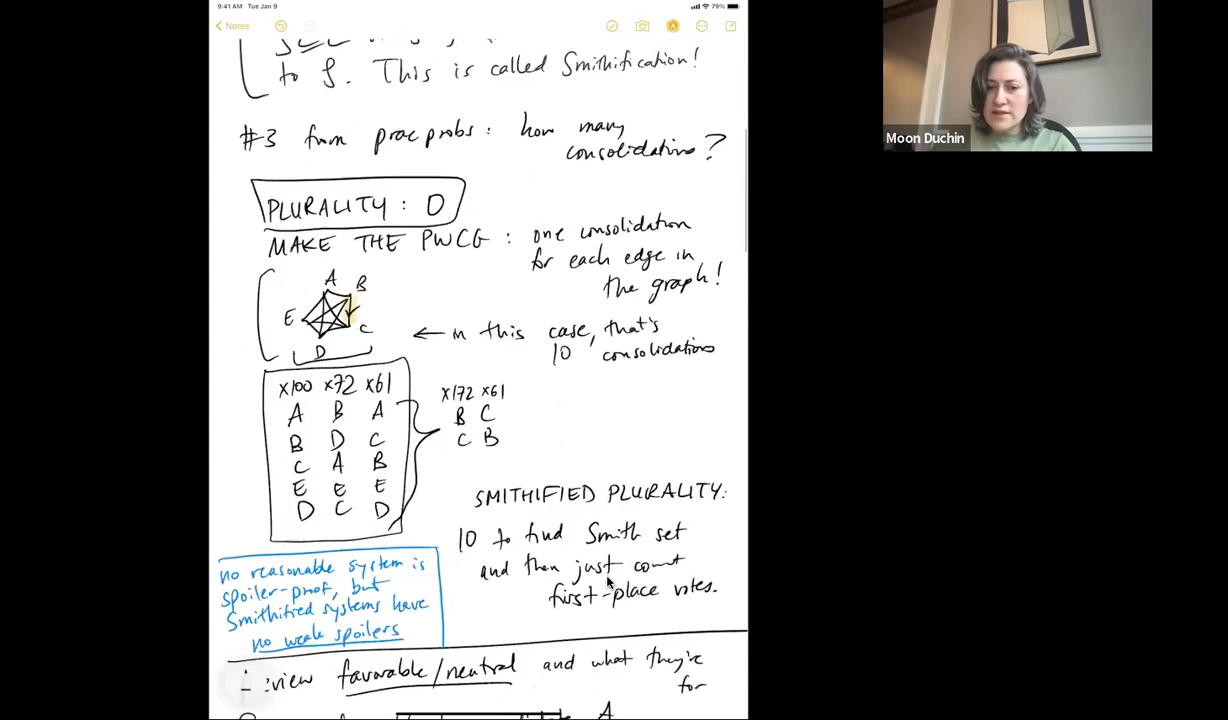 9:41 AM Tue Jan 9
79%
Notes
to S. This is called Smithification!
#3 from pracprobs: how many
consolidations?
PLURALITY: 0
MAKE THE PWCG: one consolidation
for each edge in
the graph!
A
B
E
C
D
← in this case, that's
10 consolidations
x100 x72 x61
A B A
B D C
C A B
E E E
D C D
x172 x61
B C
C B
SMITHIFIED PLURALITY:
10 to find Smith set
and then just count
first-place votes.
no reasonable system is
spoiler-proof, but
Smithified systems have
no weak spoilers
view favorable/neutral and what they're
for
A
Moon Duchin